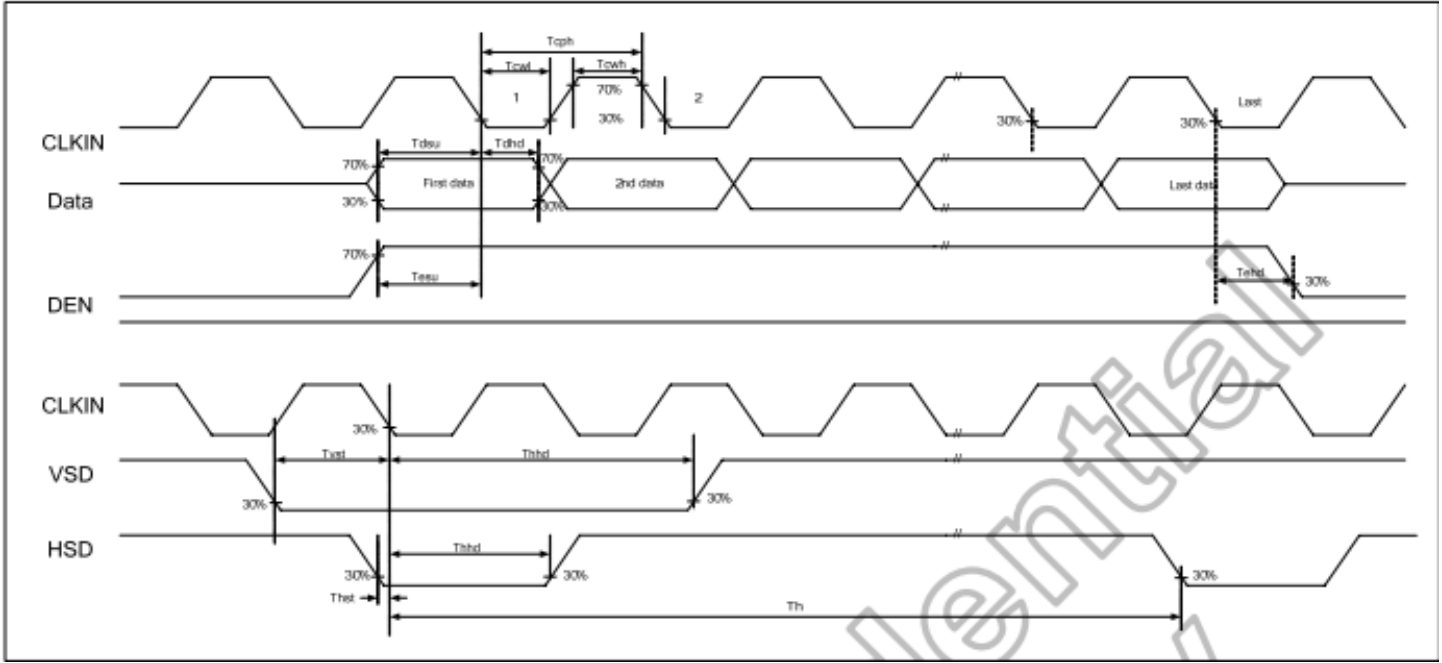 Tcph
Tcwl
Tcwh
1
70%
2
Last
30%
30%
30%
CLKIN
Tdsu
Tdhd
70%
70%
First data
2nd data
Last dat
Data
30%
30%
70%
Tesu
Tehd
30%
DEN
CLKIN
30%
Tvst
Thhd
VSD
30%
30%
HSD
Thhd
30%
30%
30%
Thst
Th
dential